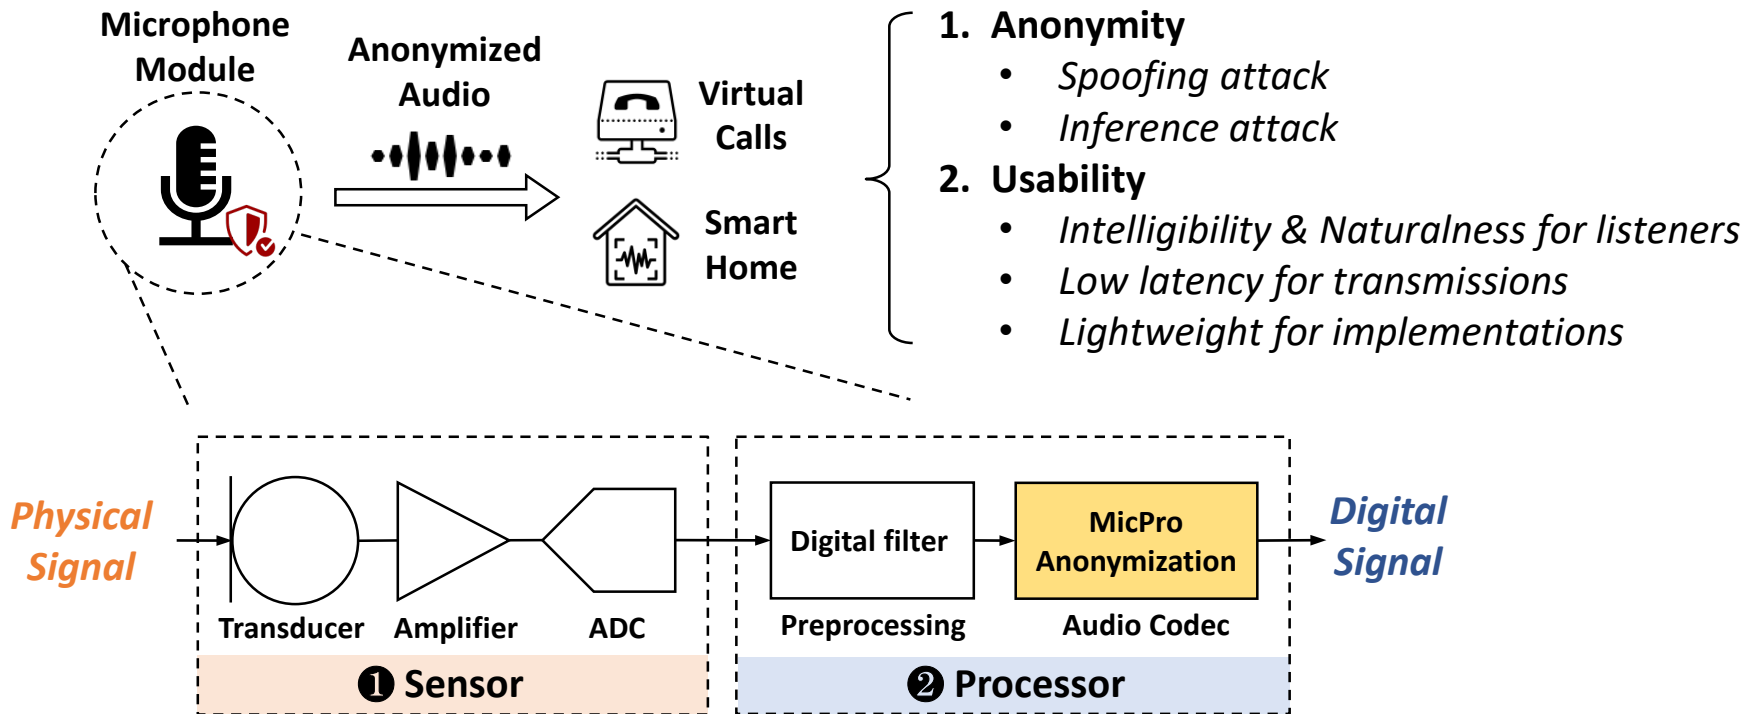 Microphone
Module
Anonymized
Audio
Virtual
Calls
Smart
Home
1. Anonymity
• Spoofing attack
• Inference attack
2. Usability
• Intelligibility & Naturalness for listeners
• Low latency for transmissions
• Lightweight for implementations
Physical
Signal
Transducer
Amplifier
ADC
❶ Sensor
Digital filter
Preprocessing
MicPro
Anonymization
Audio Codec
❷ Processor
Digital
Signal